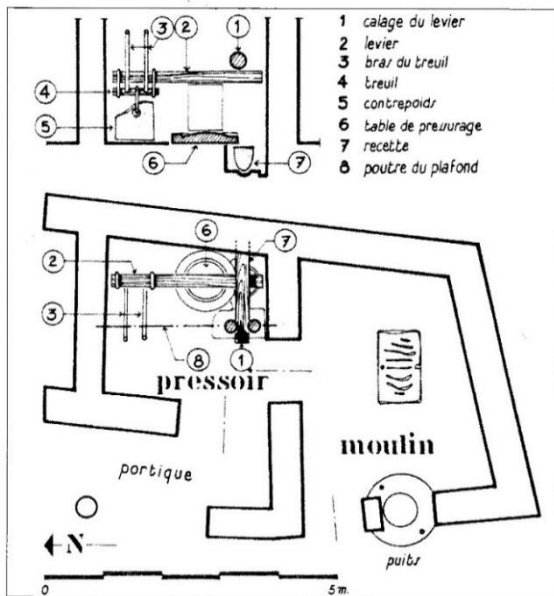 3 2 1
4
5
6 7
1 calage du levier
2 levier
3 bras du treuil
4 treuil
5 contrepoids
6 table de pressurage
7 recette
8 poutre du plafond
6
7
2
3
8 1
pressoir
moulin
portique
N
puits
0 5 m.